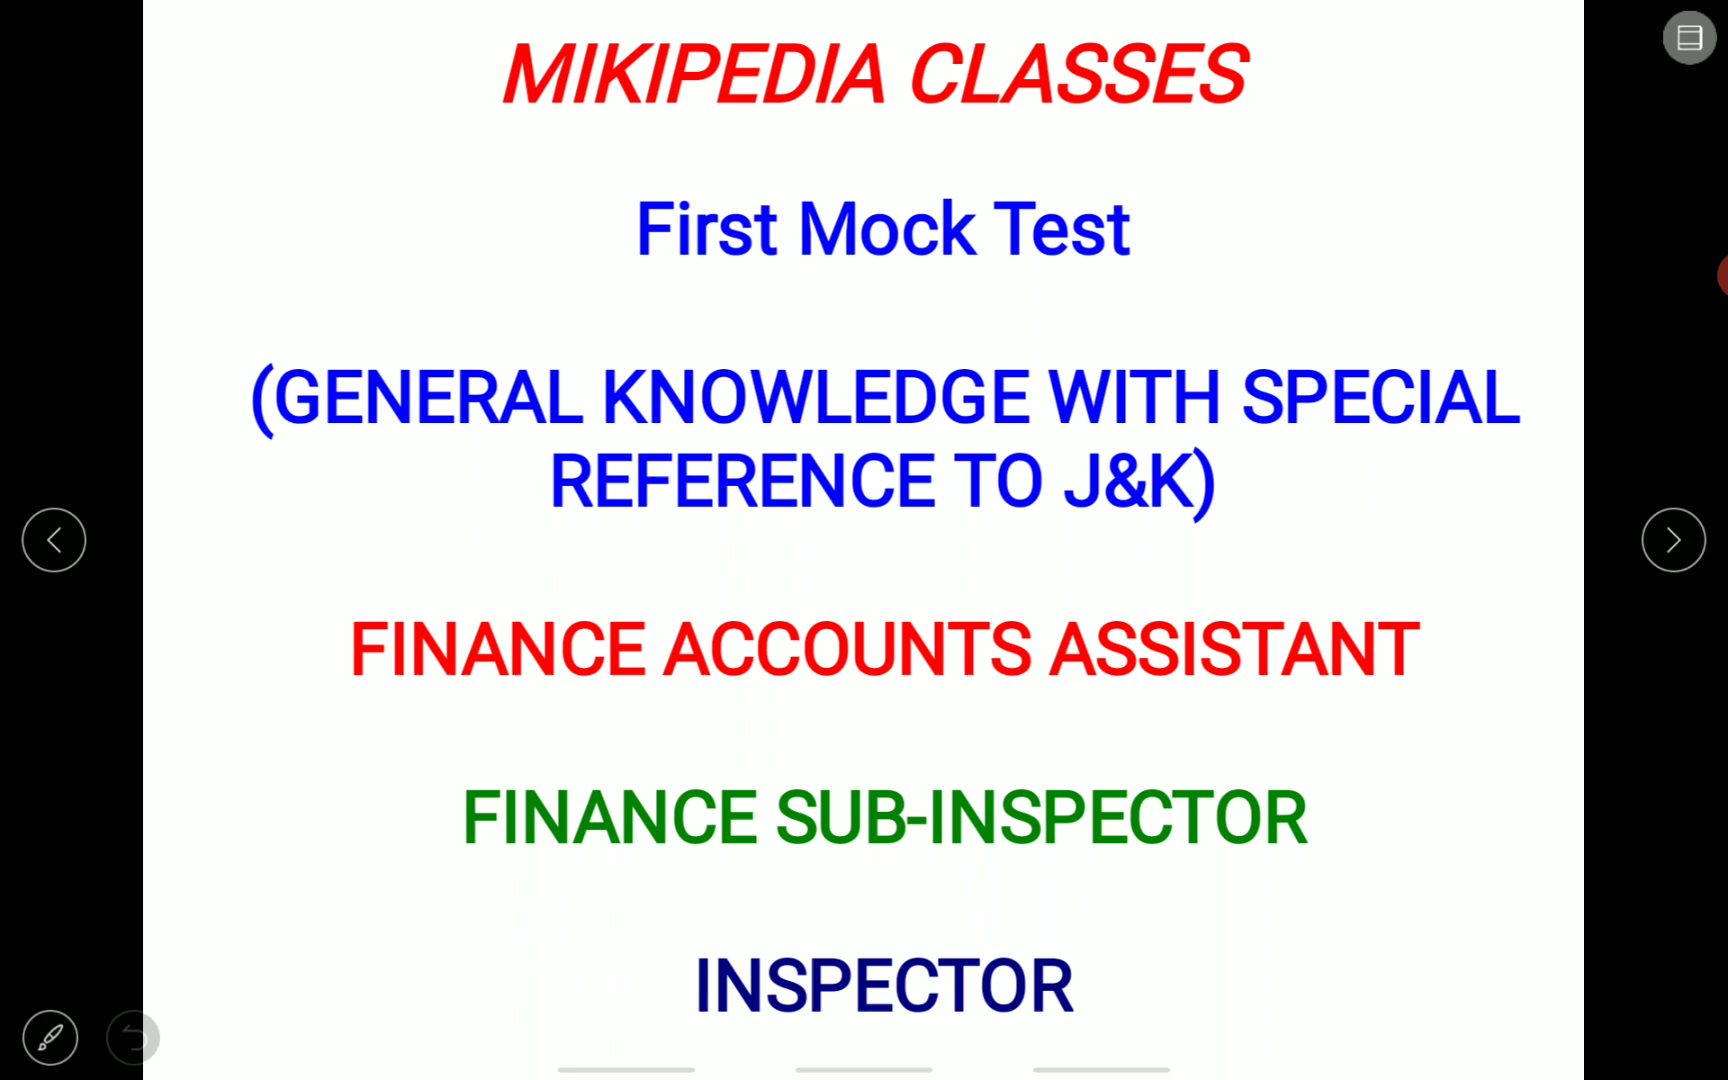 MIKIPEDIA CLASSES
First Mock Test
(GENERAL KNOWLEDGE WITH SPECIAL
REFERENCE TO J&K)
FINANCE ACCOUNTS ASSISTANT
FINANCE SUB-INSPECTOR
INSPECTOR